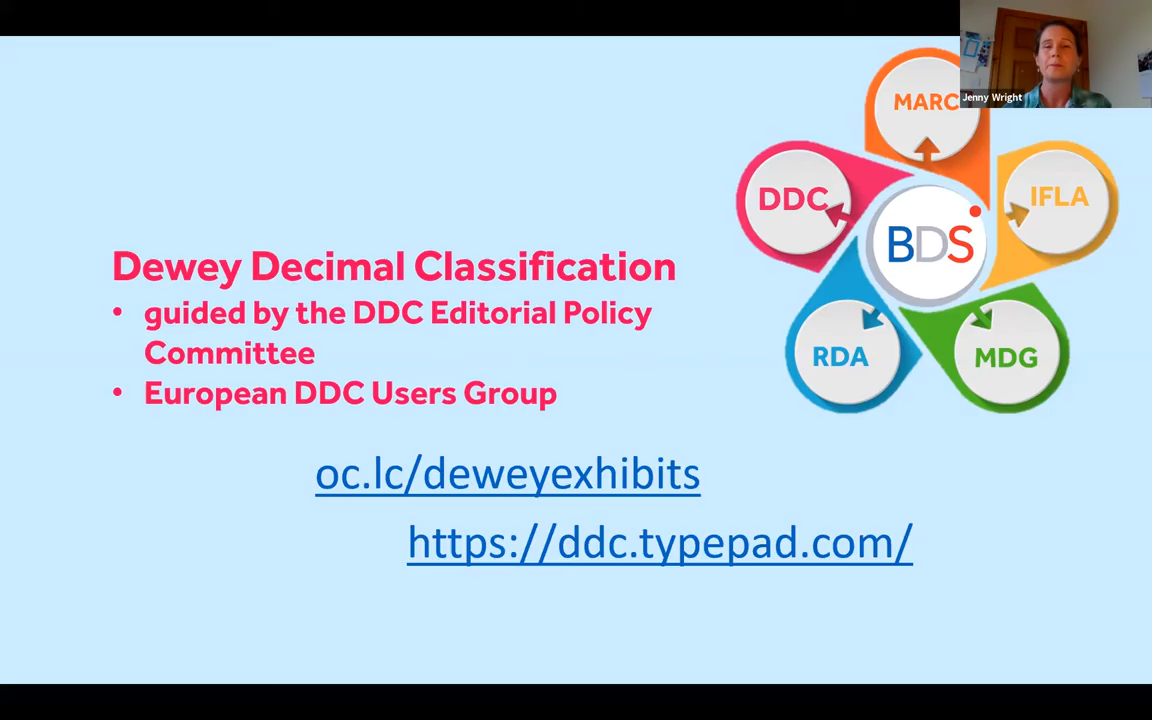 MARC
Jenny Wright
DDC
IFLA
BDS
Dewey Decimal Classification
• guided by the DDC Editorial Policy
Committee
• European DDC Users Group
RDA
MDG
oc.lc/deweyexhibits
https://ddc.typepad.com/